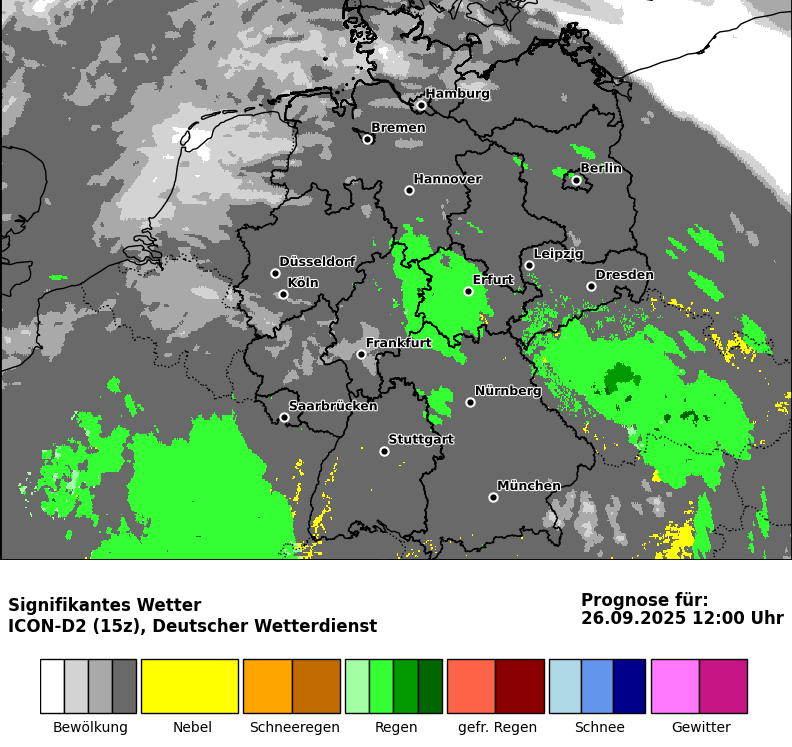 Hamburg
Bremen
Berlin
Hannover
Düsseldorf
Leipzig
Köln
Erfurt
Dresden
Frankfurt
Nürnberg
Saarbrücken
Stuttgart
München
Signifikantes Wetter
ICON-D2 (15z), Deutscher Wetterdienst
Prognose für:
26.09.2025 12:00 Uhr
Bewölkung
Nebel
Schneeregen
Regen
gefr. Regen
Schnee
Gewitter